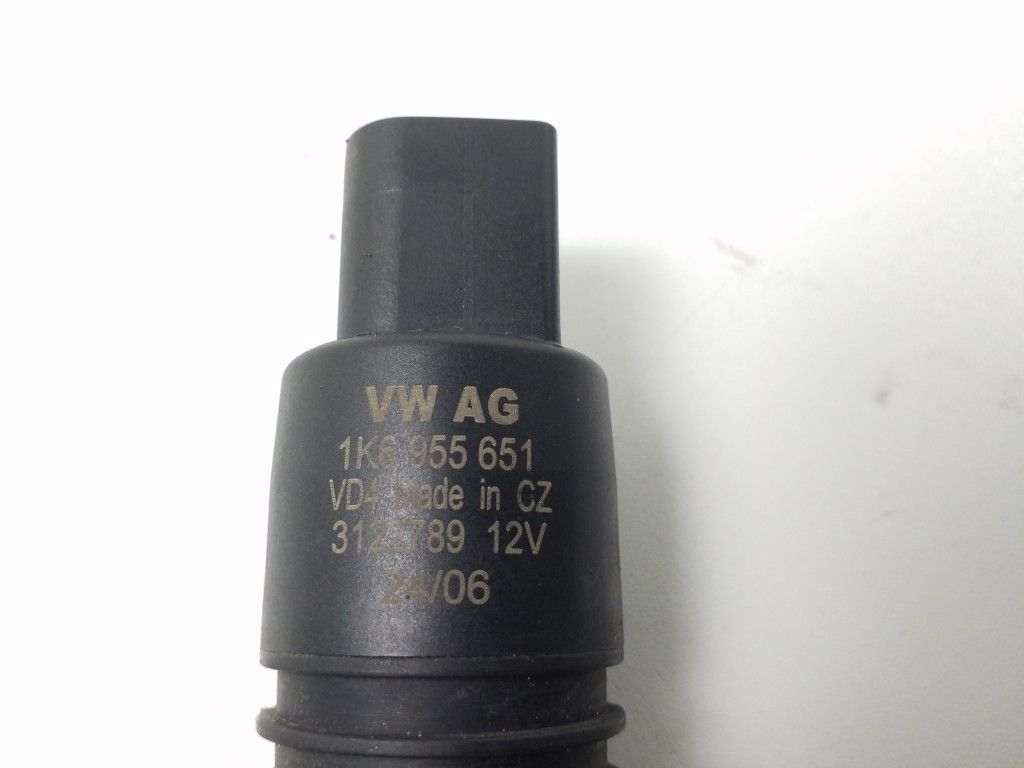 VW AG
1K6 955 651
VD4 Made in CZ
3122789 12V
24/06